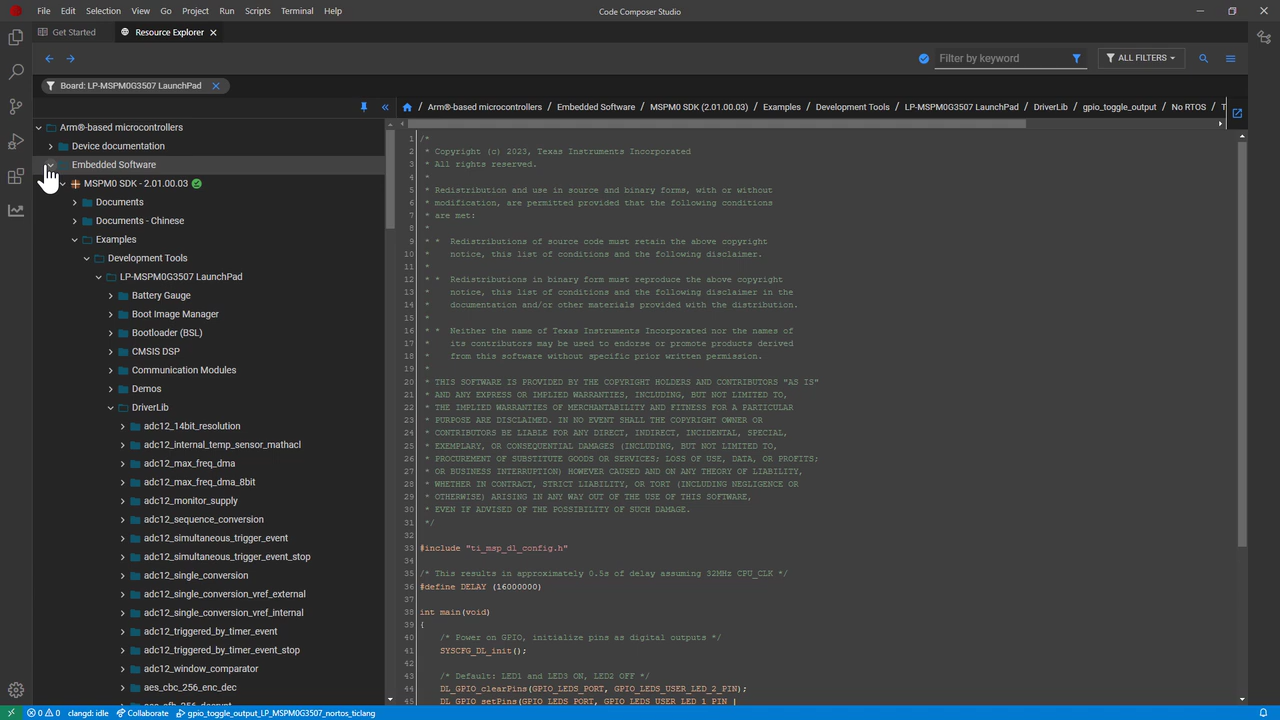 File Edit Selection View Go Project Run Scripts Terminal Help
Code Composer Studio
Get Started
Resource Explorer
Filter by keyword
ALL FILTERS
Board: LP-MSPM0G3507 LaunchPad
Arm®-based microcontrollers / Embedded Software / MSPM0 SDK (2.01.00.03) / Examples / Development Tools / LP-MSPM0G3507 LaunchPad / DriverLib / gpio_toggle_output / No RTOS / T
Arm®-based microcontrollers
Device documentation
Embedded Software
MSPM0 SDK - 2.01.00.03
Documents
Documents - Chinese
Examples
Development Tools
LP-MSPM0G3507 LaunchPad
Battery Gauge
Boot Image Manager
Bootloader (BSL)
CMSIS DSP
Communication Modules
Demos
DriverLib
adc12_14bit_resolution
adc12_internal_temp_sensor_mathacl
adc12_max_freq_dma
adc12_max_freq_dma_8bit
adc12_monitor_supply
adc12_sequence_conversion
adc12_simultaneous_trigger_event
adc12_simultaneous_trigger_event_stop
adc12_single_conversion
adc12_single_conversion_vref_external
adc12_single_conversion_vref_internal
adc12_triggered_by_timer_event
adc12_triggered_by_timer_event_stop
adc12_window_comparator
aes_cbc_256_enc_dec
1 /*
2 * Copyright (c) 2023, Texas Instruments Incorporated
3 * All rights reserved.
4 *
5 * Redistribution and use in source and binary forms, with or without
6 * modification, are permitted provided that the following conditions
7 * are met:
8 *
9 * * Redistributions of source code must retain the above copyright
10 * notice, this list of conditions and the following disclaimer.
11 *
12 * * Redistributions in binary form must reproduce the above copyright
13 * notice, this list of conditions and the following disclaimer in the
14 * documentation and/or other materials provided with the distribution.
15 *
16 * * Neither the name of Texas Instruments Incorporated nor the names of
17 * its contributors may be used to endorse or promote products derived
18 * from this software without specific prior written permission.
19 *
20 * THIS SOFTWARE IS PROVIDED BY THE COPYRIGHT HOLDERS AND CONTRIBUTORS "AS IS"
21 * AND ANY EXPRESS OR IMPLIED WARRANTIES, INCLUDING, BUT NOT LIMITED TO,
22 * THE IMPLIED WARRANTIES OF MERCHANTABILITY AND FITNESS FOR A PARTICULAR
23 * PURPOSE ARE DISCLAIMED. IN NO EVENT SHALL THE COPYRIGHT OWNER OR
24 * CONTRIBUTORS BE LIABLE FOR ANY DIRECT, INDIRECT, INCIDENTAL, SPECIAL,
25 * EXEMPLARY, OR CONSEQUENTIAL DAMAGES (INCLUDING, BUT NOT LIMITED TO,
26 * PROCUREMENT OF SUBSTITUTE GOODS OR SERVICES; LOSS OF USE, DATA, OR PROFITS;
27 * OR BUSINESS INTERRUPTION) HOWEVER CAUSED AND ON ANY THEORY OF LIABILITY,
28 * WHETHER IN CONTRACT, STRICT LIABILITY, OR TORT (INCLUDING NEGLIGENCE OR
29 * OTHERWISE) ARISING IN ANY WAY OUT OF THE USE OF THIS SOFTWARE,
30 * EVEN IF ADVISED OF THE POSSIBILITY OF SUCH DAMAGE.
31 */
32
33 #include "ti_msp_dl_config.h"
34
35 /* This results in approximately 0.5s of delay assuming 32MHz CPU_CLK */
36 #define DELAY (16000000)
37
38 int main(void)
39 {
40 /* Power on GPIO, initialize pins as digital outputs */
41 SYSCFG_DL_init();
42
43 /* Default: LED1 and LED3 ON, LED2 OFF */
44 DL_GPIO_clearPins(GPIO_LEDS_PORT, GPIO_LEDS_USER_LED_2_PIN);
45 DL_GPIO_setPins(GPIO_LEDS_PORT, GPIO_LEDS_USER_LED_1_PIN |
0 0 clangd: idle Collaborate gpio_toggle_output_LP_MSPM0G3507_nortos_ticlang